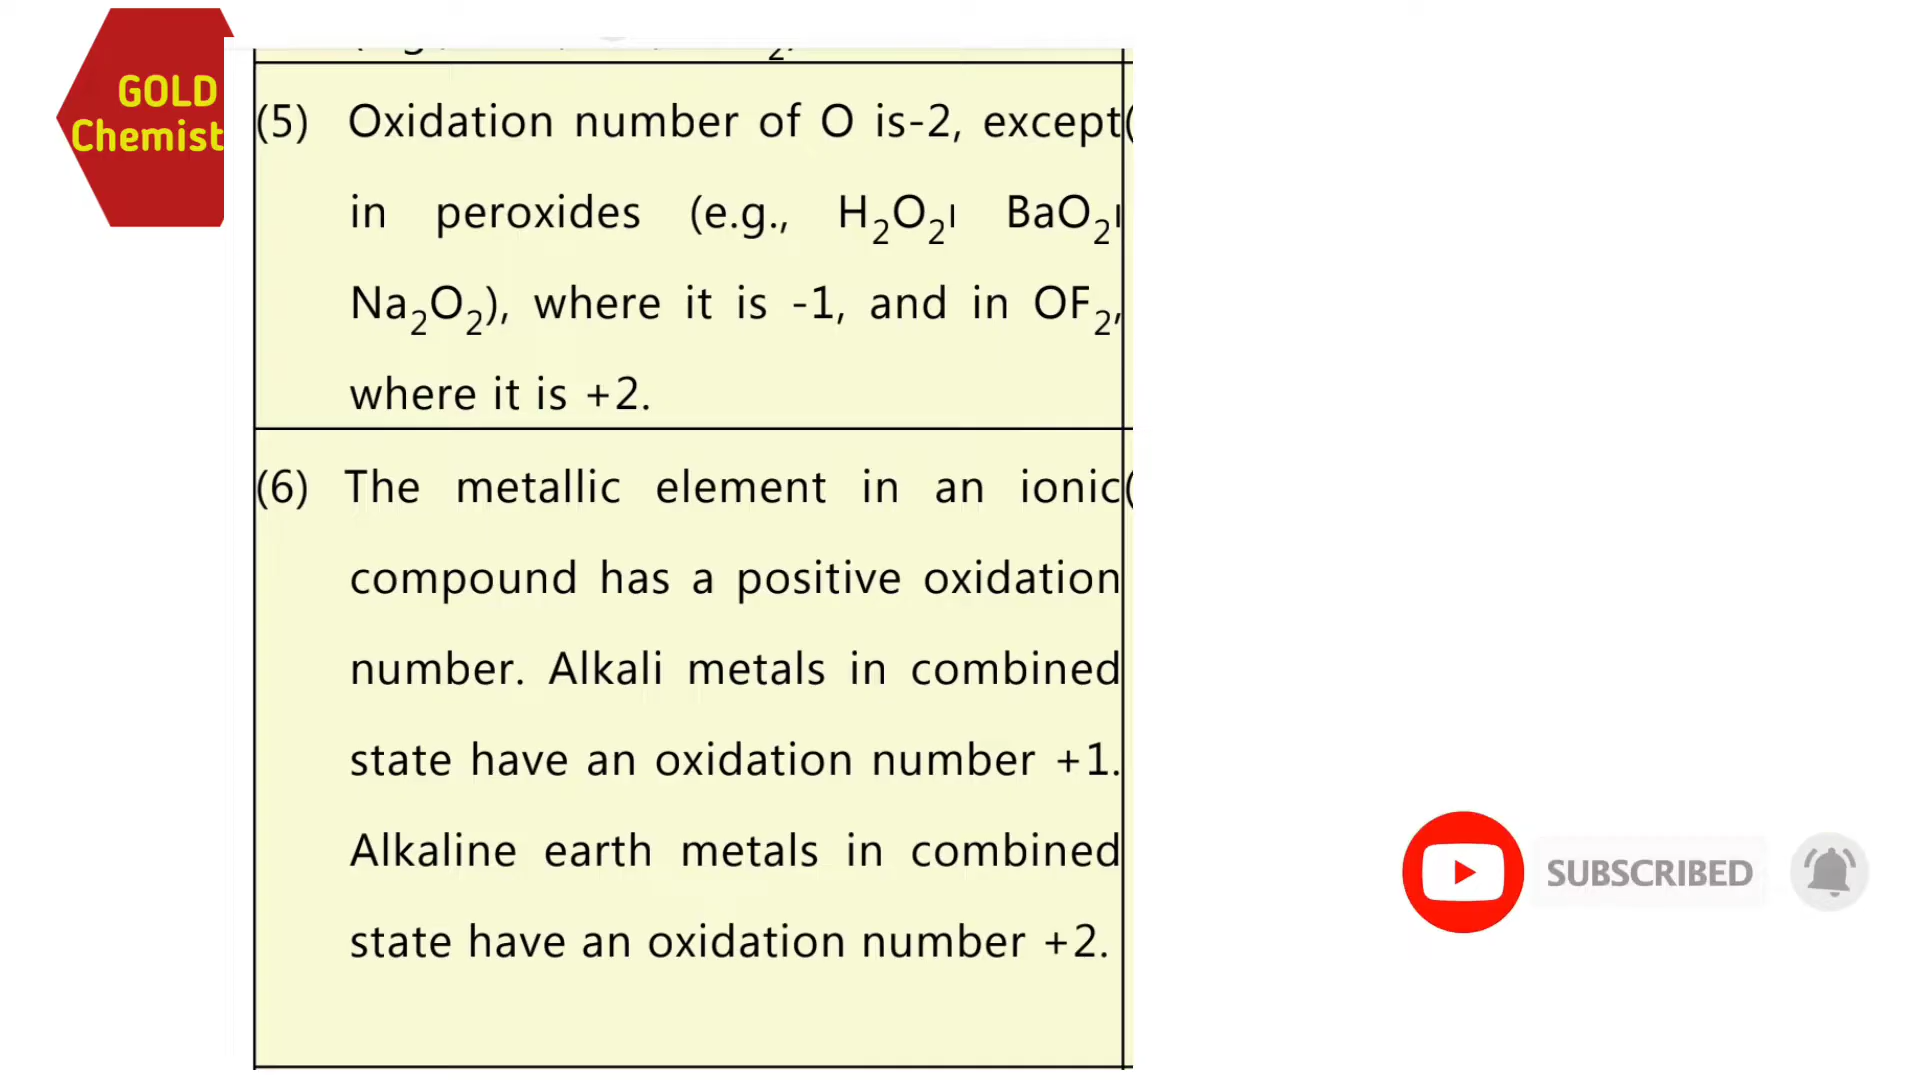 GOLD
Chemist
(5) Oxidation number of O is-2, except
in peroxides (e.g., H₂O₂। BaO₂।
Na₂O₂), where it is -1, and in OF₂,
where it is +2.
(6) The metallic element in an ionic
compound has a positive oxidation
number. Alkali metals in combined
state have an oxidation number +1.
Alkaline earth metals in combined
state have an oxidation number +2.
SUBSCRIBED